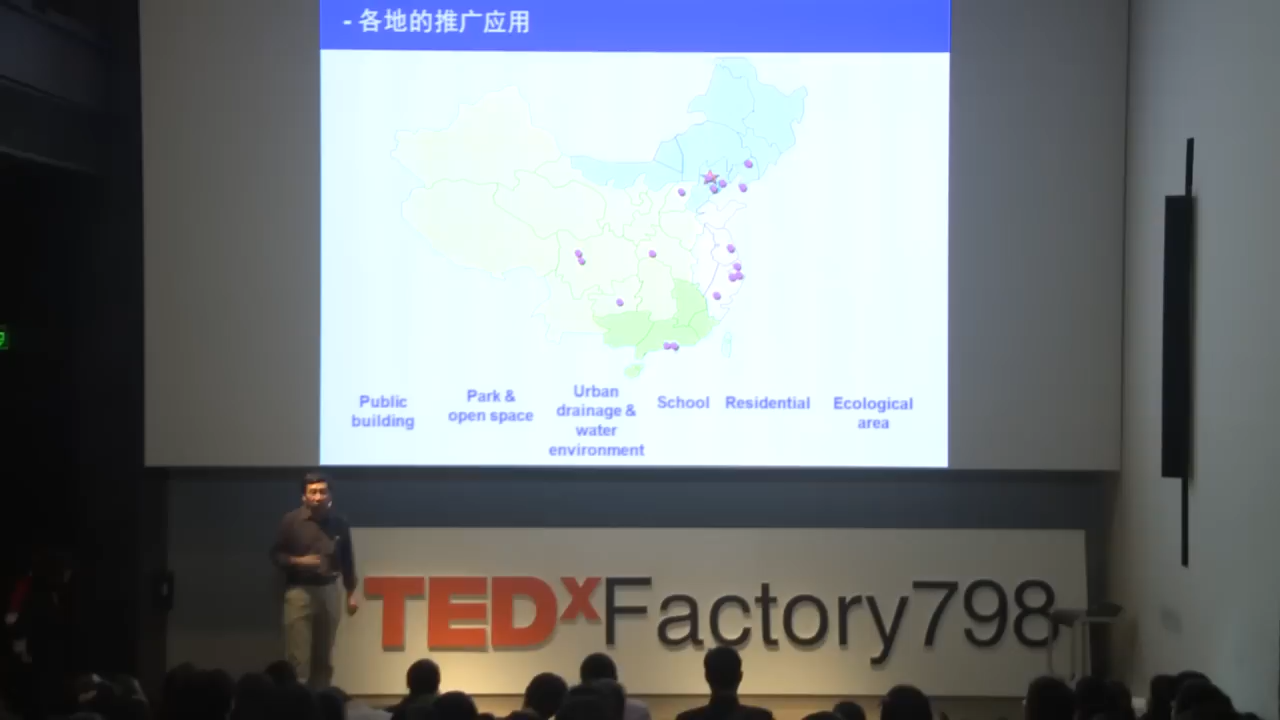 - 各地的推广应用
Public
building
Park &
open space
Urban
drainage &
water
environment
School
Residential
Ecological
area
TEDxFactory798